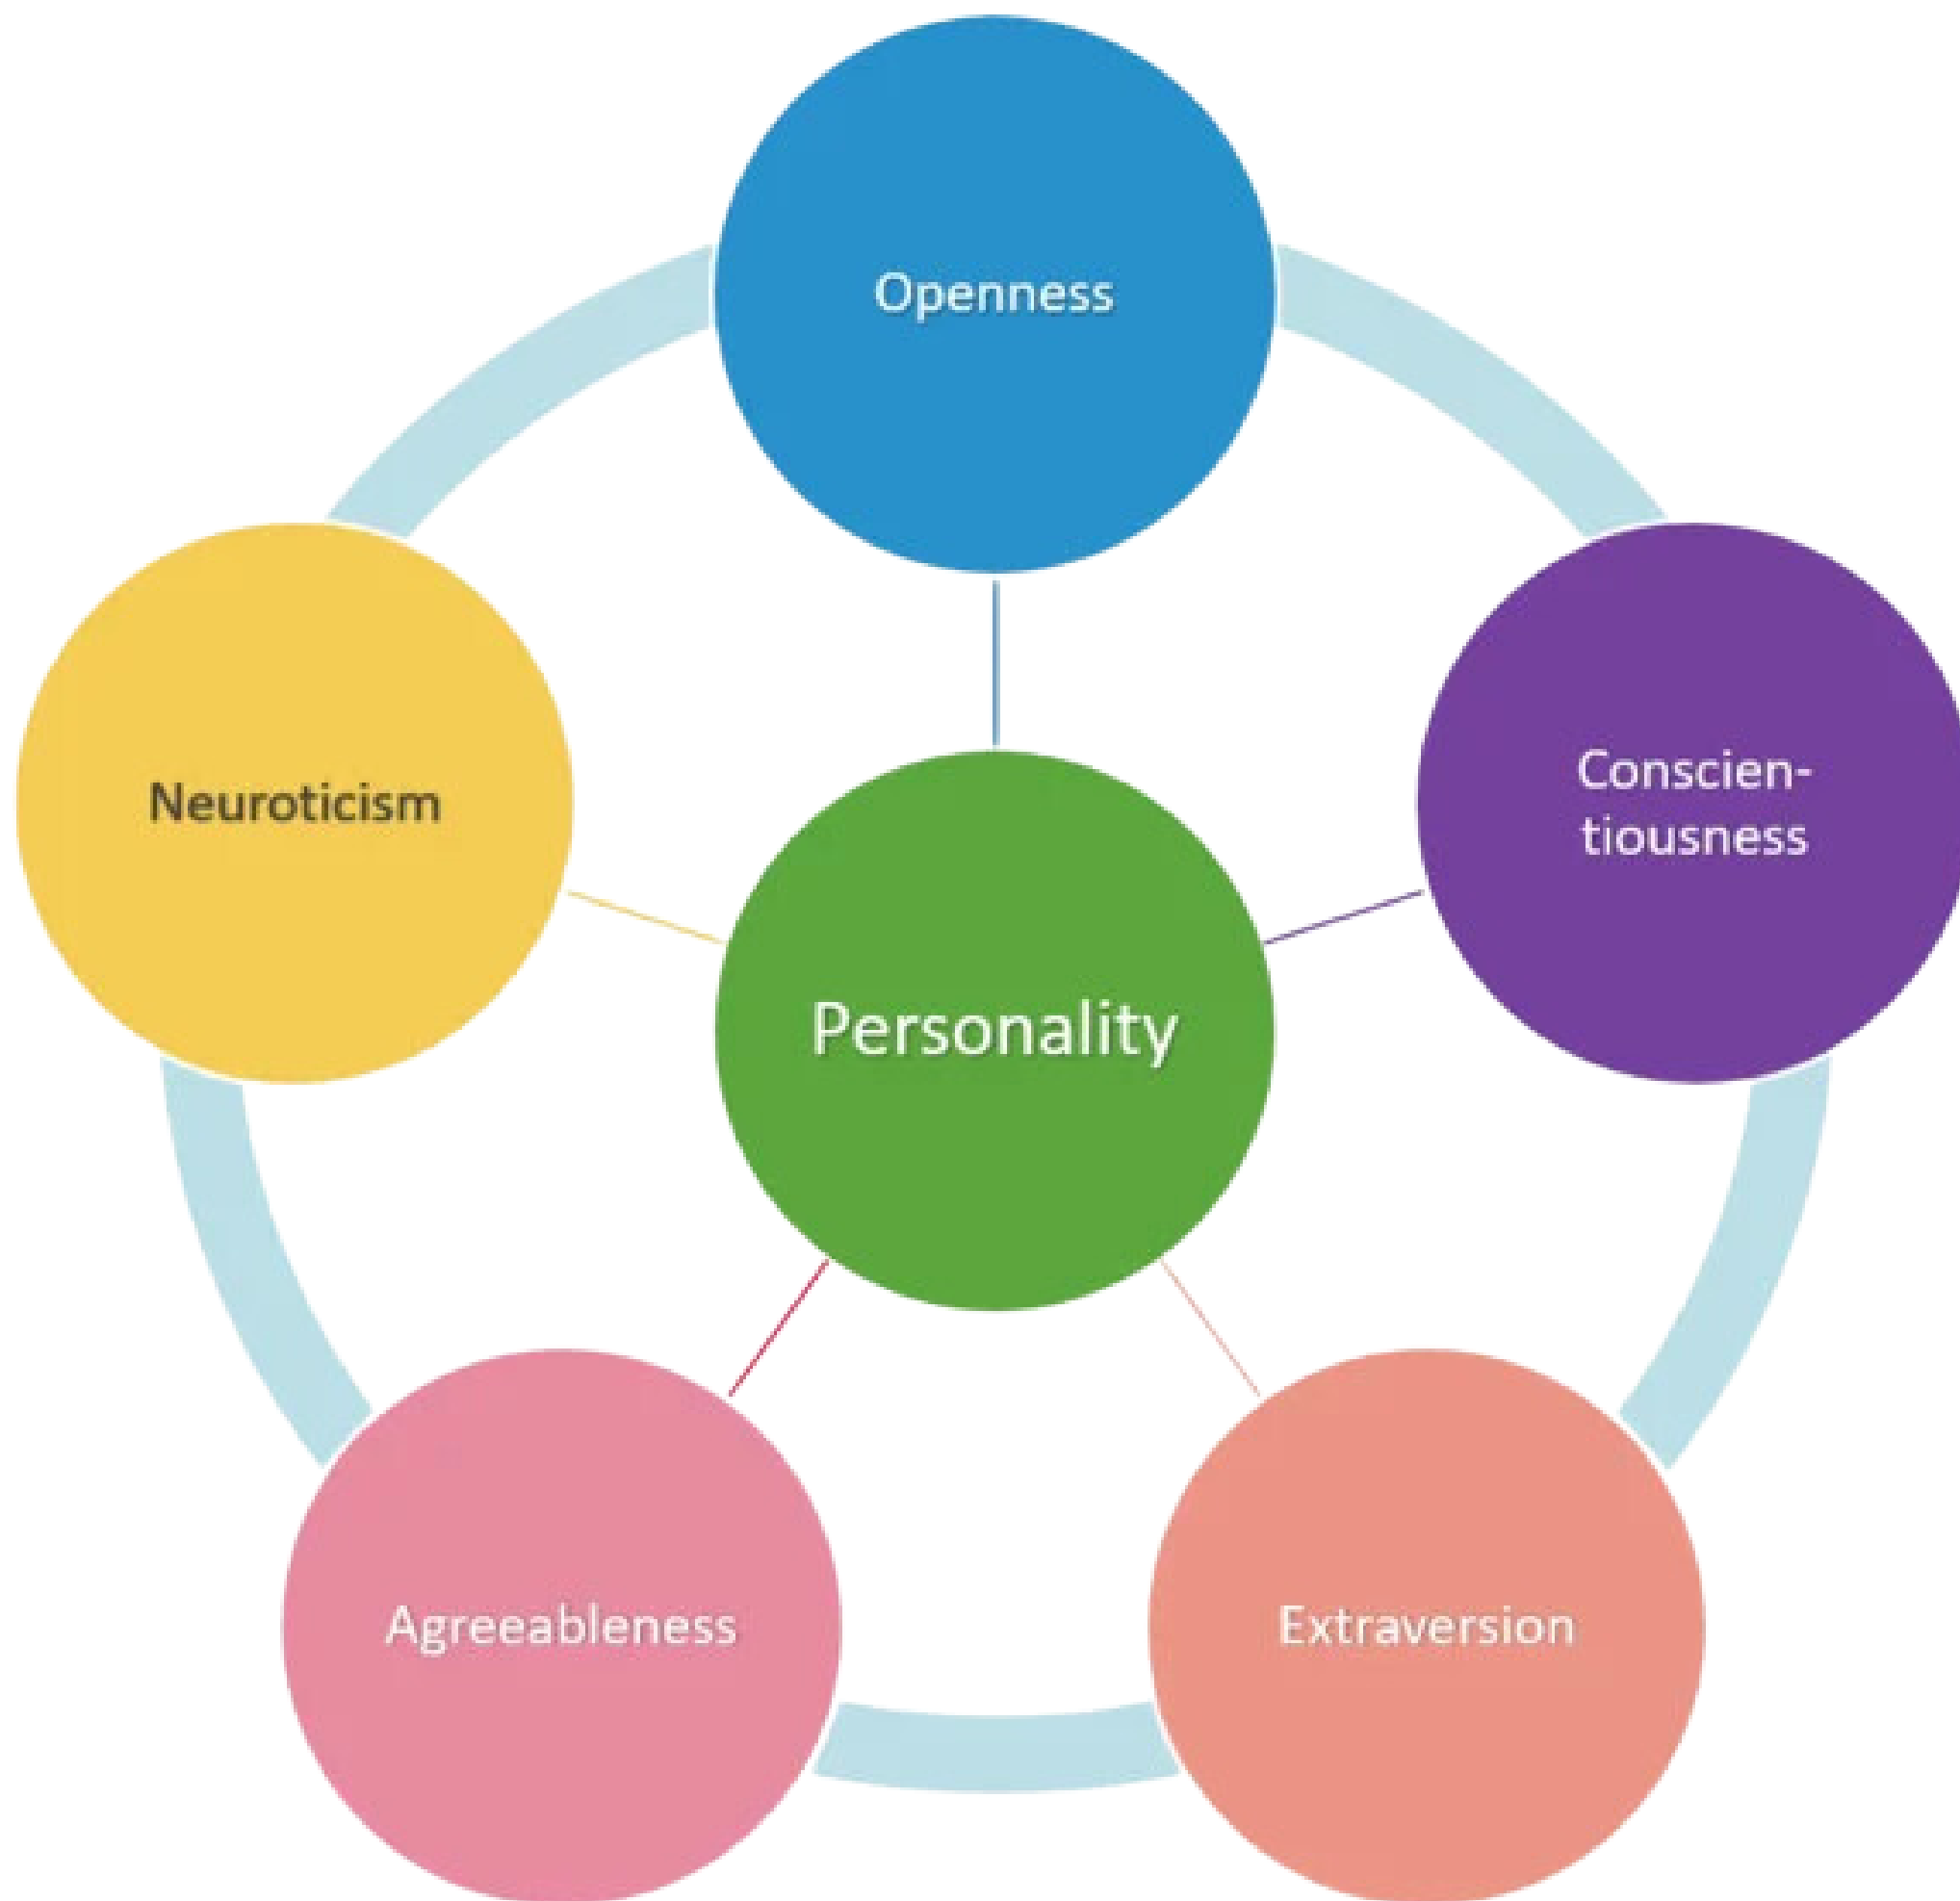 Openness
Conscien-
tiousness
Neuroticism
Personality
Agreeableness
Extraversion